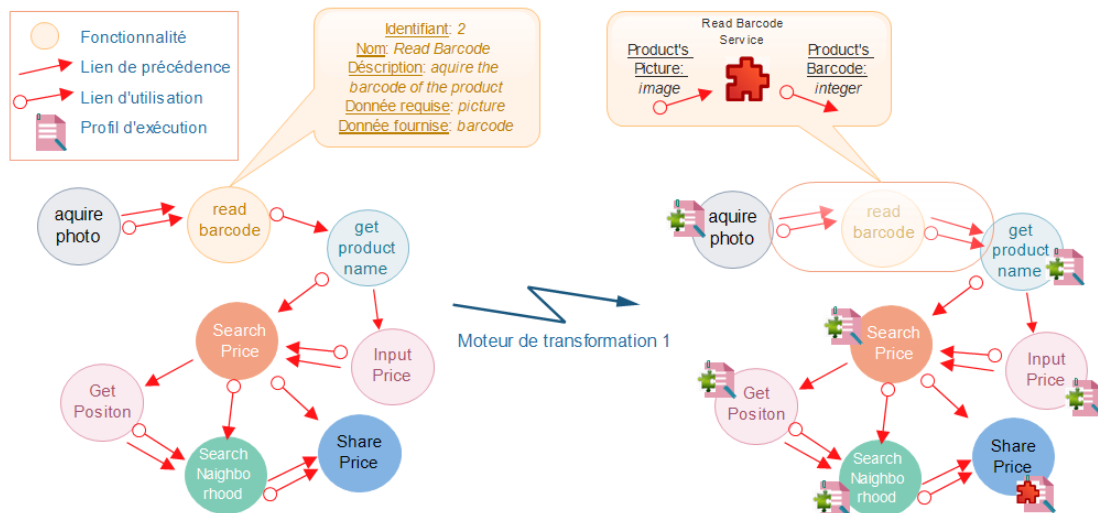 Fonctionnalité
Lien de précédence
Lien d'utilisation
Profil d'exécution
Identifiant: 2
Nom: Read Barcode
Déscription: aquire the
barcode of the product
Donnée requise: picture
Donnée fournise: barcode
Read Barcode
Service
Product's
Picture:
image
Product's
Barcode:
integer
aquire
photo
read
barcode
get
product
name
Search
Price
Input
Price
Get
Positon
Search
Naighbo
rhood
Share
Price
Moteur de transformation 1
aquire
photo
read
barcode
get
product
name
Search
Price
Input
Price
Get
Positon
Search
Neighbo
rhood
Share
Price